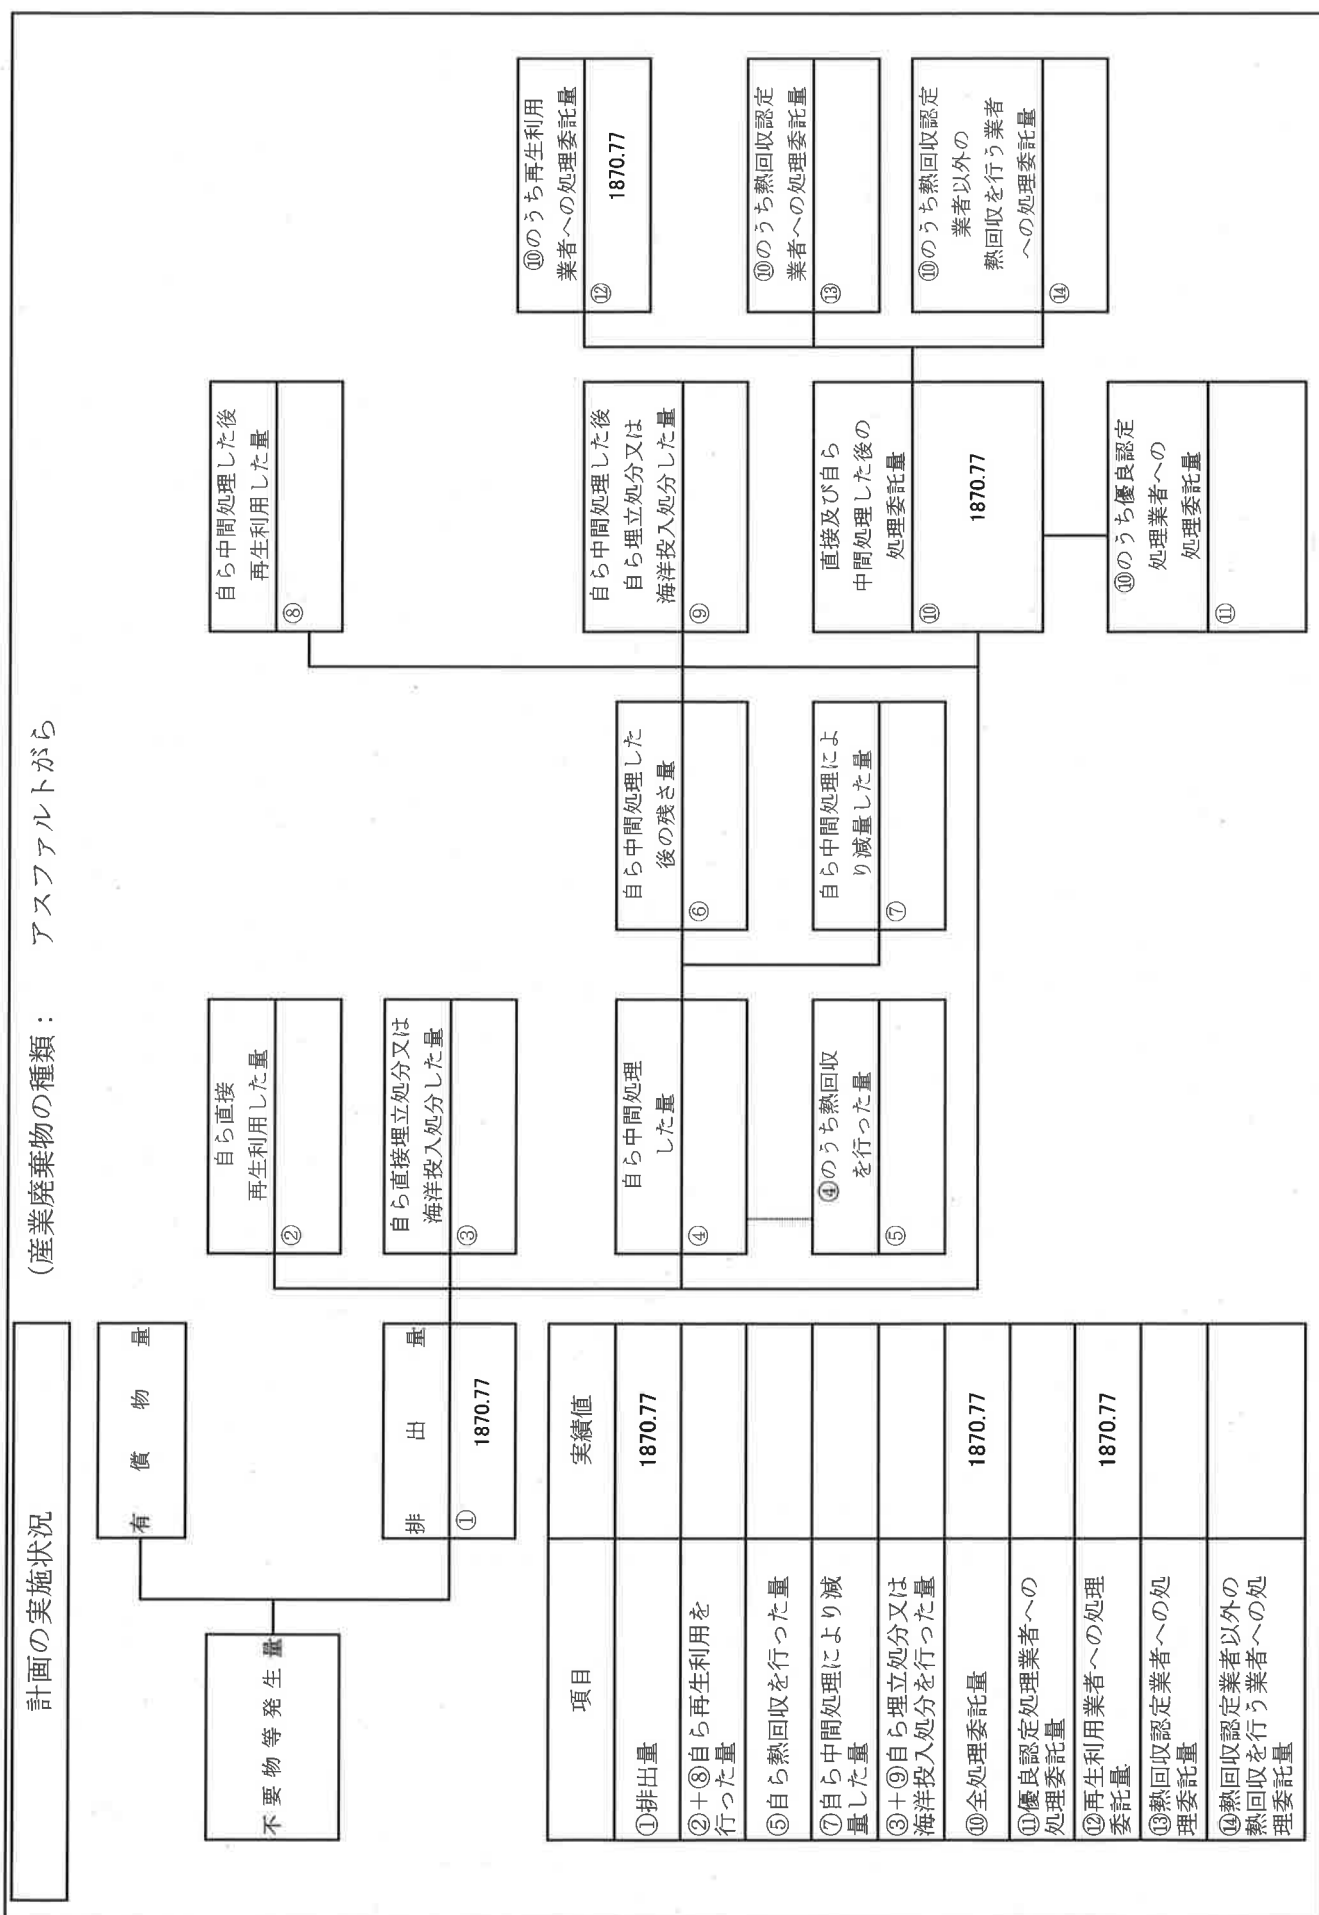 計画の実施状況
(産業廃棄物の種類： アスファルトがら
不要物等発生量
有償物量
排出量
①
1870.77
自ら直接
再生利用した量
②
自ら直接埋立処分又は
海洋投入処分した量
③
自ら中間処理
した量
④
④のうち熱回収
を行った量
⑤
自ら中間処理した
後の残さ量
⑥
自ら中間処理によ
り減量した量
⑦
自ら中間処理した後
再生利用した量
⑧
自ら中間処理した後
自ら埋立処分又は
海洋投入処分した量
⑨
直接及び自ら
中間処理した後の
処理委託量
⑩
1870.77
⑩のうち優良認定
処理業者への
処理委託量
⑪
⑩のうち再生利用
業者への処理委託量
⑫
1870.77
⑩のうち熱回収認定
業者への処理委託量
⑬
⑩のうち熱回収認定
業者以外の
熱回収を行う業者
への処理委託量
⑭
項目 実績値
①排出量 1870.77
②＋⑧自ら再生利用を
行った量
⑤自ら熱回収を行った量
⑦自ら中間処理により減
量した量
③＋⑨自ら埋立処分又は
海洋投入処分を行った量
⑩全処理委託量 1870.77
⑪優良認定処理業者への
処理委託量
⑫再生利用業者への処理
委託量 1870.77
⑬熱回収認定業者への処
理委託量
⑭熱回収認定業者以外の
熱回収を行う業者への処
理委託量